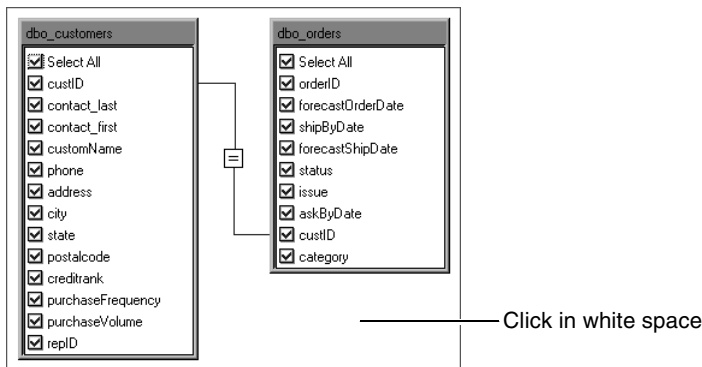 dbo_customers
Select All
custID
contact_last
contact_first
customName
phone
address
city
state
postalcode
creditrank
purchaseFrequency
purchaseVolume
repID
=
dbo_orders
Select All
orderID
forecastOrderDate
shipByDate
forecastShipDate
status
issue
askByDate
custID
category
Click in white space